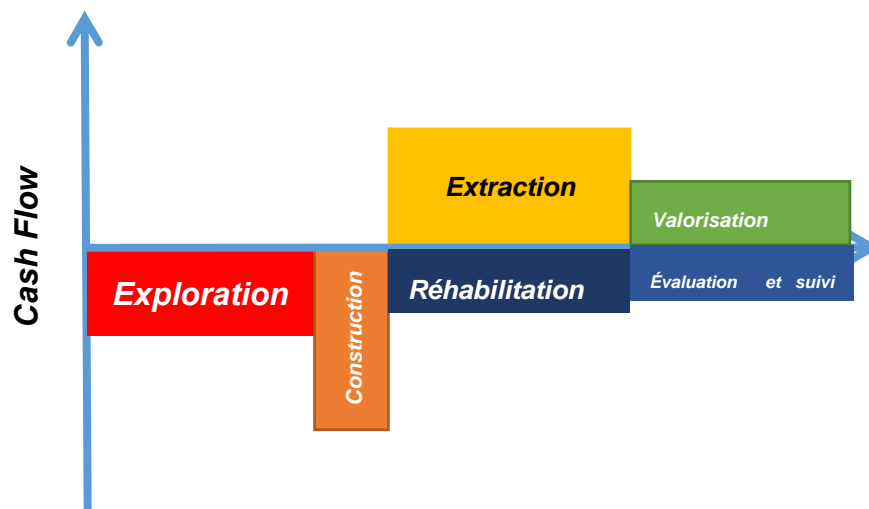 Cash Flow
Extraction
Valorisation
Exploration
Construction
Réhabilitation
Évaluation et suivi